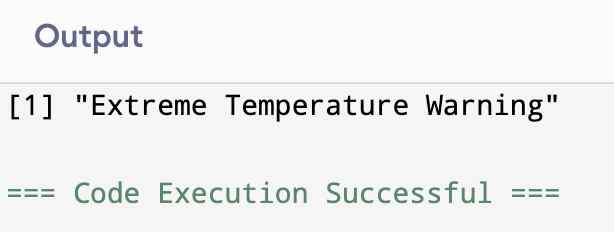 Output
[1] "Extreme Temperature Warning"
=== Code Execution Successful ===